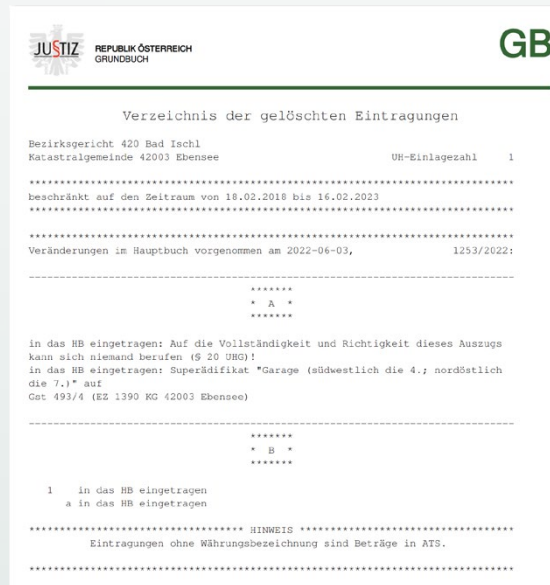 JUSTIZ REPUBLIK ÖSTERREICH
GRUNDBUCH
GB
Verzeichnis der gelöschten Eintragungen
Bezirksgericht 420 Bad Ischl
Katastralgemeinde 42003 Ebensee UH-Einlagezahl 1
*******************************************************************************
beschränkt auf den Zeitraum von 18.02.2018 bis 16.02.2023
*******************************************************************************
*******************************************************************************
Veränderungen im Hauptbuch vorgenommen am 2022-06-03, 1253/2022:
-------------------------------------------------------------------------------
*******
* A *
*******
in das HB eingetragen: Auf die Vollständigkeit und Richtigkeit dieses Auszugs
kann sich niemand berufen (§ 20 UHG)!
in das HB eingetragen: Superädifikat "Garage (südwestlich die 4.; nordöstlich
die 7.)" auf
Gst 493/4 (EZ 1390 KG 42003 Ebensee)
-------------------------------------------------------------------------------
*******
* B *
*******
1 in das HB eingetragen
a in das HB eingetragen
*********************************** HINWEIS ***********************************
Eintragungen ohne Währungsbezeichnung sind Beträge in ATS.
*******************************************************************************